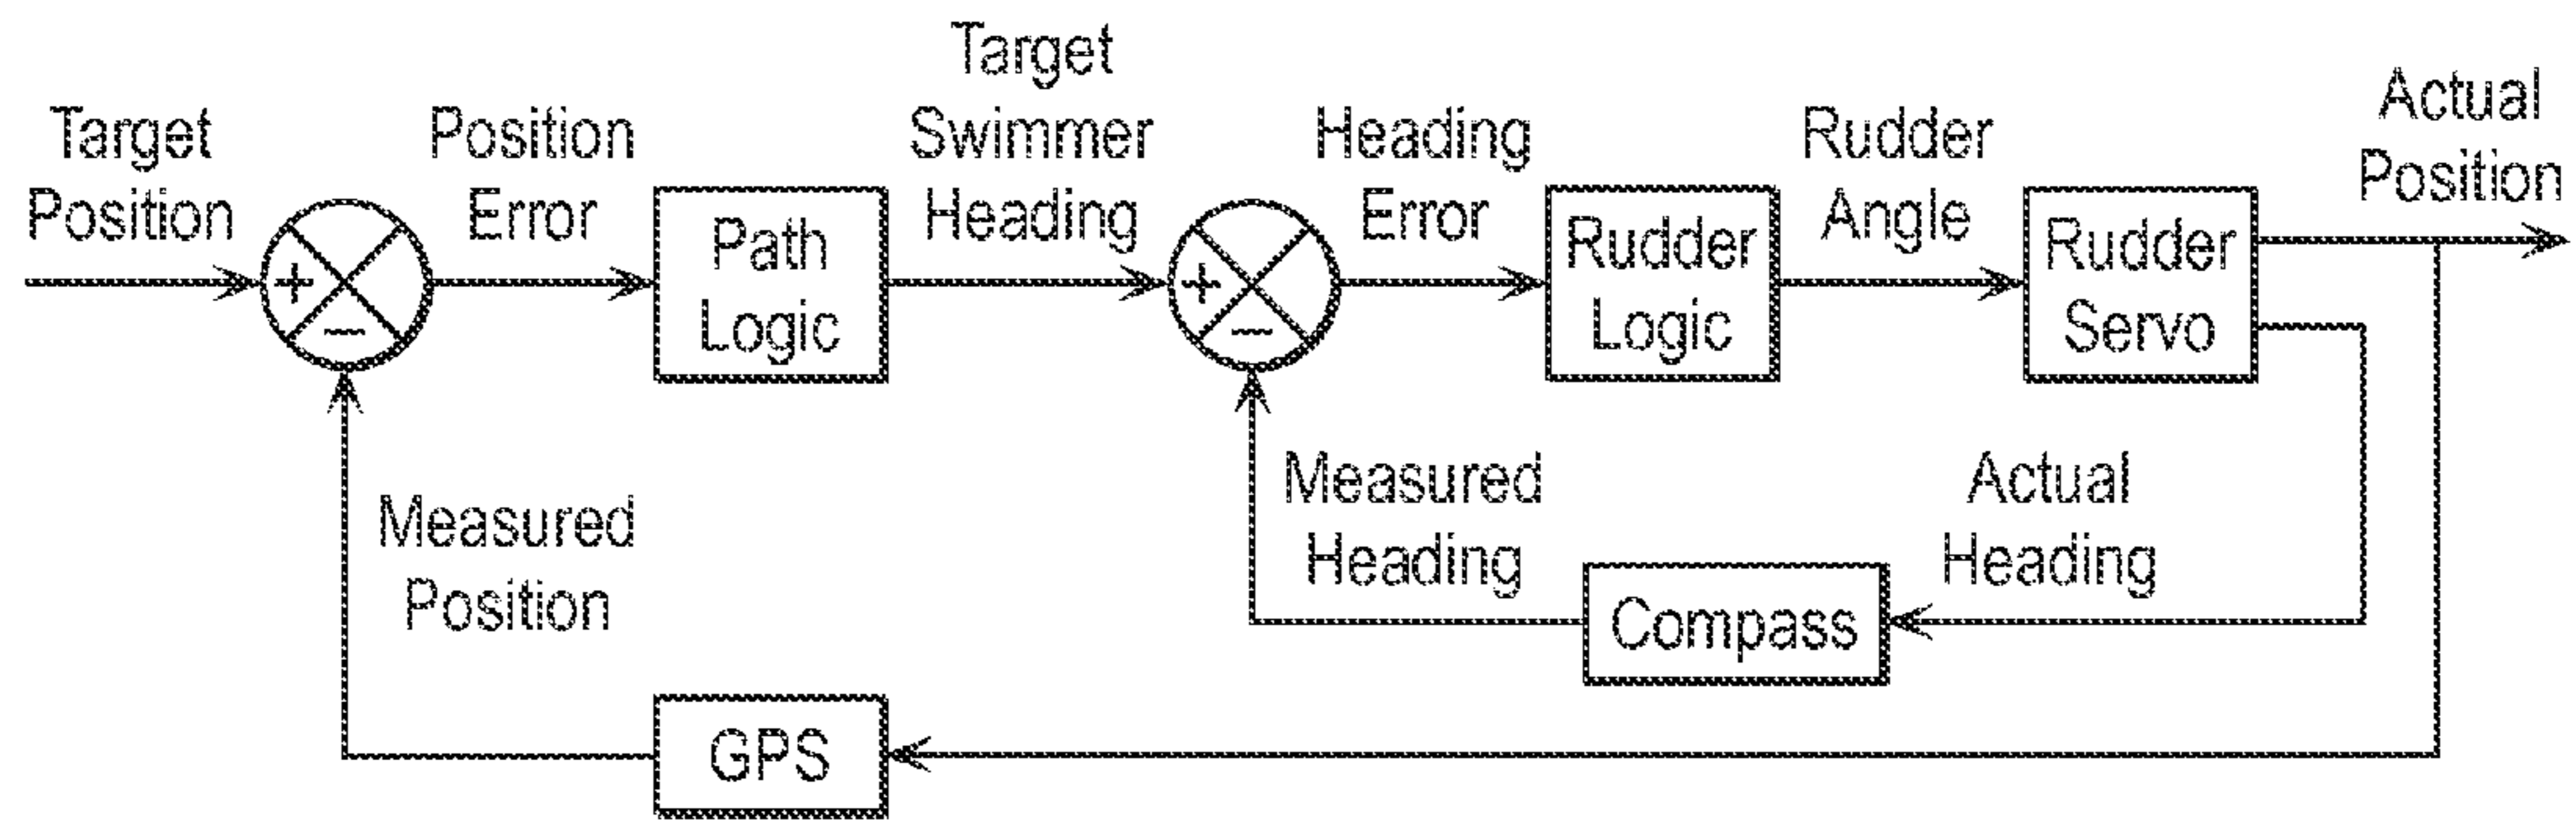 Target
Position
+
−
Position
Error
Path
Logic
Target
Swimmer
Heading
+
−
Heading
Error
Rudder
Logic
Rudder
Angle
Rudder
Servo
Actual
Position
Measured
Heading
Compass
Actual
Heading
Measured
Position
GPS